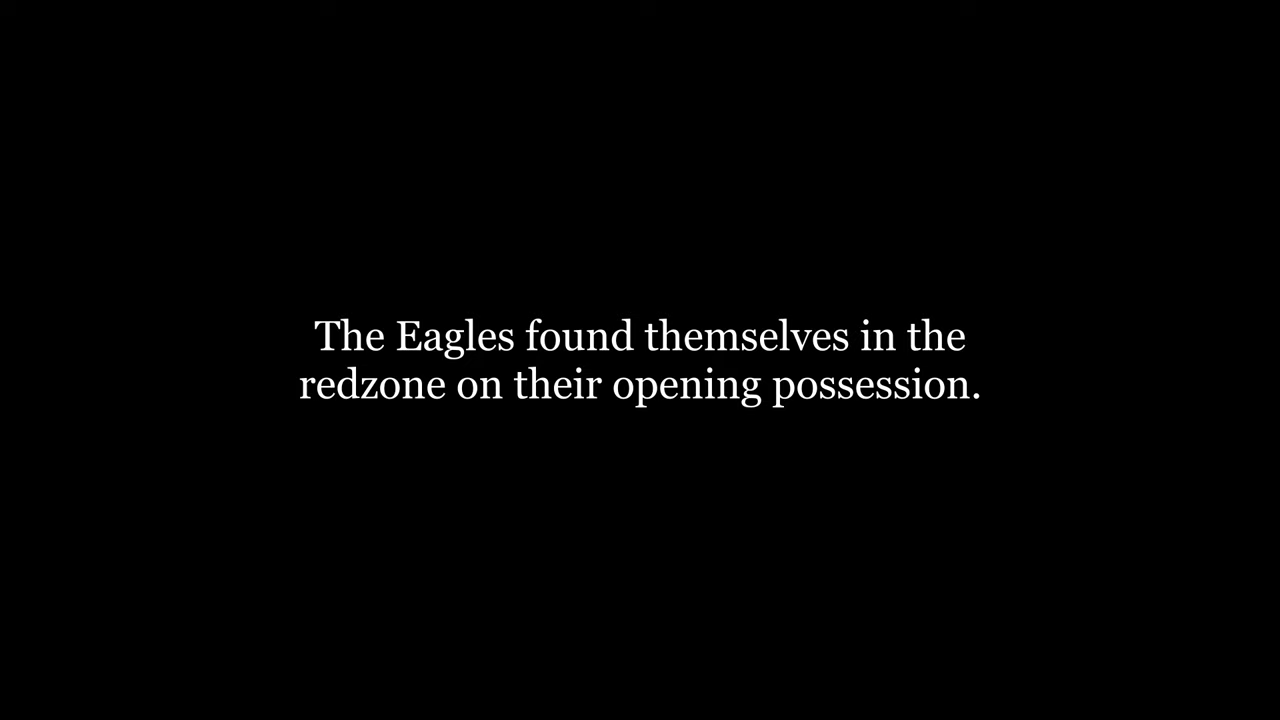 The Eagles found themselves in the
redzone on their opening possession.